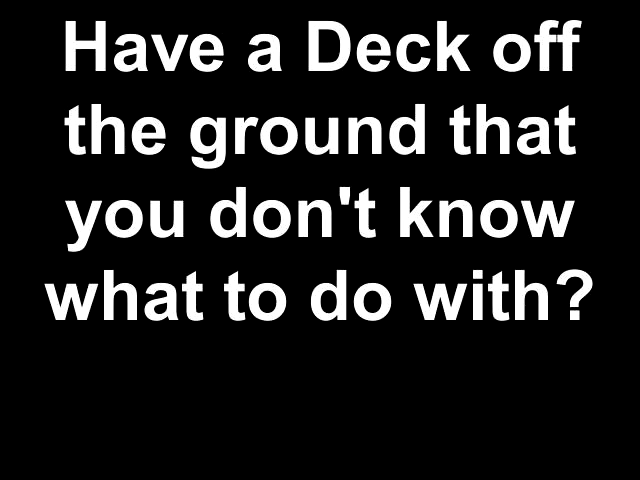 Have a Deck off
the ground that
you don't know
what to do with?